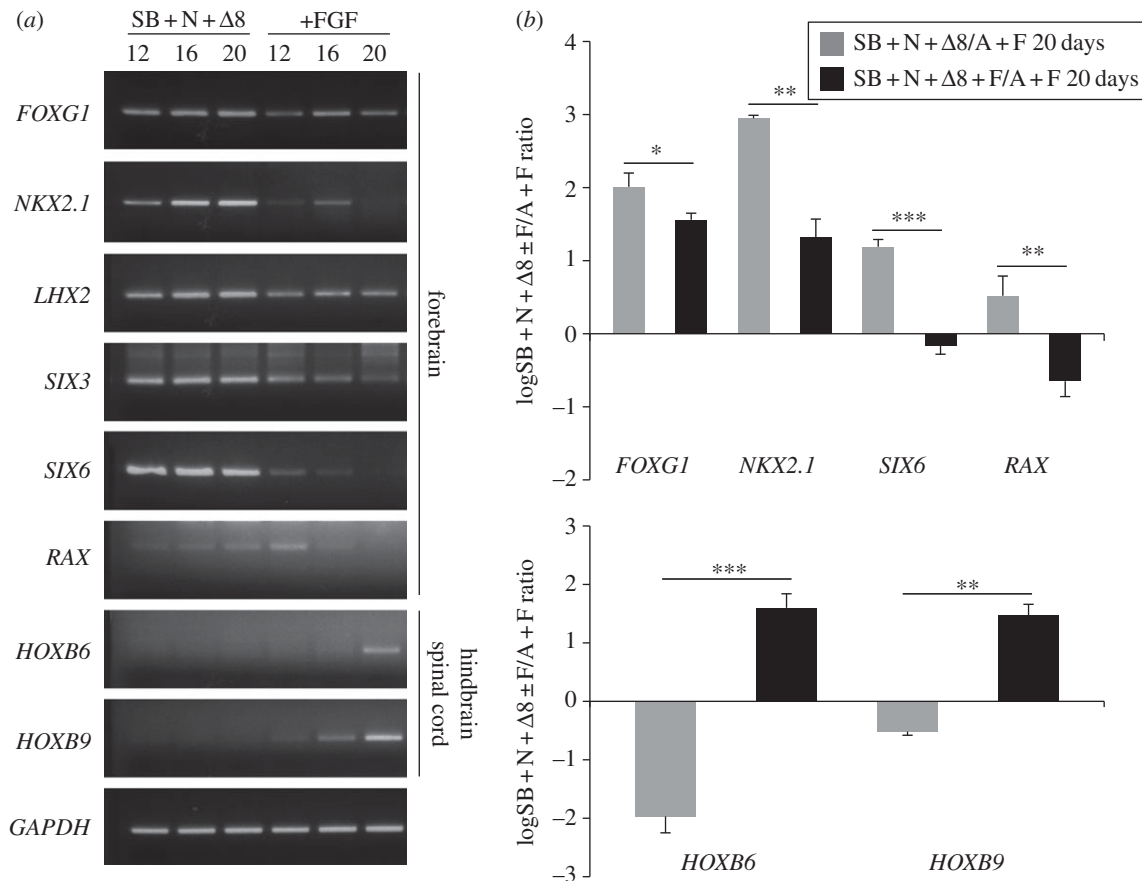 (a)
SB + N + Δ8 +FGF
12 16 20 12 16 20
FOXG1
NKX2.1
LHX2
SIX3
SIX6
RAX
HOXB6
HOXB9
GAPDH
forebrain
hindbrain
spinal cord
(b)
SB + N + Δ8/A + F 20 days
SB + N + Δ8 + F/A + F 20 days
logSB + N + Δ8 ± F/A + F ratio
4
3
2
1
0
–1
–2
* ** *** **
FOXG1 NKX2.1 SIX6 RAX
logSB + N + Δ8 ± F/A + F ratio
3
2
1
0
–1
–2
–3
*** **
HOXB6 HOXB9